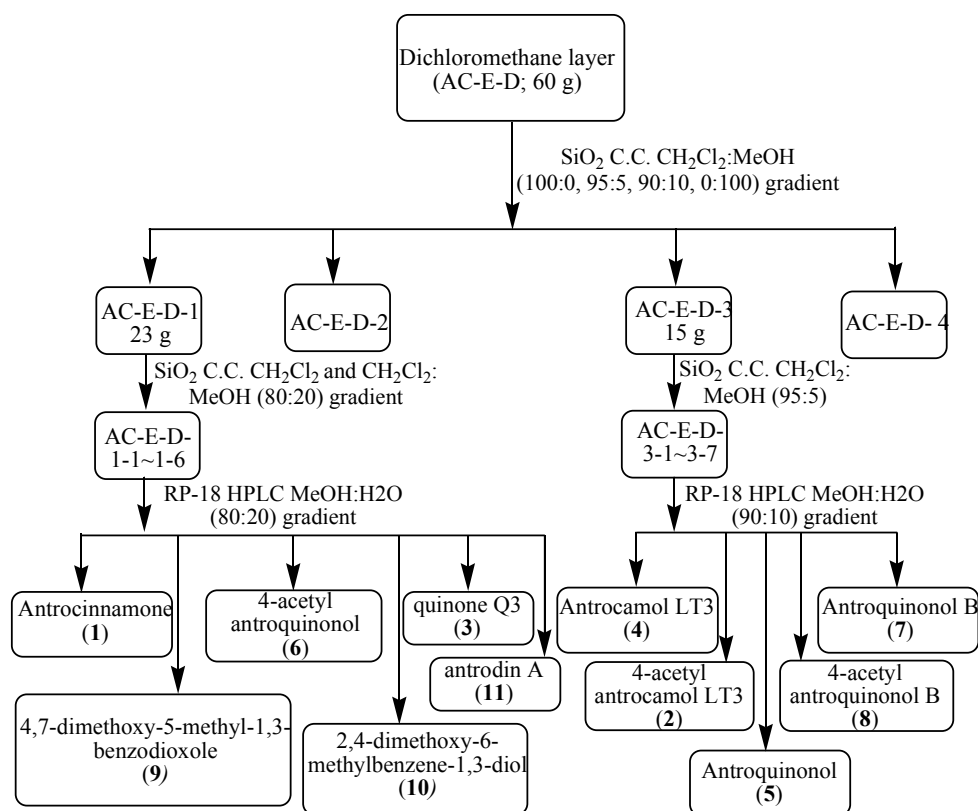 Dichloromethane layer
(AC-E-D; 60 g)
SiO2 C.C. CH2Cl2:MeOH
(100:0, 95:5, 90:10, 0:100) gradient
AC-E-D-1
23 g
AC-E-D-2
AC-E-D-3
15 g
AC-E-D- 4
SiO2 C.C. CH2Cl2 and CH2Cl2:
MeOH (80:20) gradient
SiO2 C.C. CH2Cl2:
MeOH (95:5)
AC-E-D-
1-1~1-6
AC-E-D-
3-1~3-7
RP-18 HPLC MeOH:H2O
(80:20) gradient
RP-18 HPLC MeOH:H2O
(90:10) gradient
Antrocinnamone
(1)
4-acetyl
antroquinonol
(6)
quinone Q3
(3)
antrodin A
(11)
4,7-dimethoxy-5-methyl-1,3-
benzodioxole
(9)
2,4-dimethoxy-6-
methylbenzene-1,3-diol
(10)
Antrocamol LT3
(4)
4-acetyl
antrocamol LT3
(2)
Antroquinonol
(5)
4-acetyl
antroquinonol B
(8)
Antroquinonol B
(7)